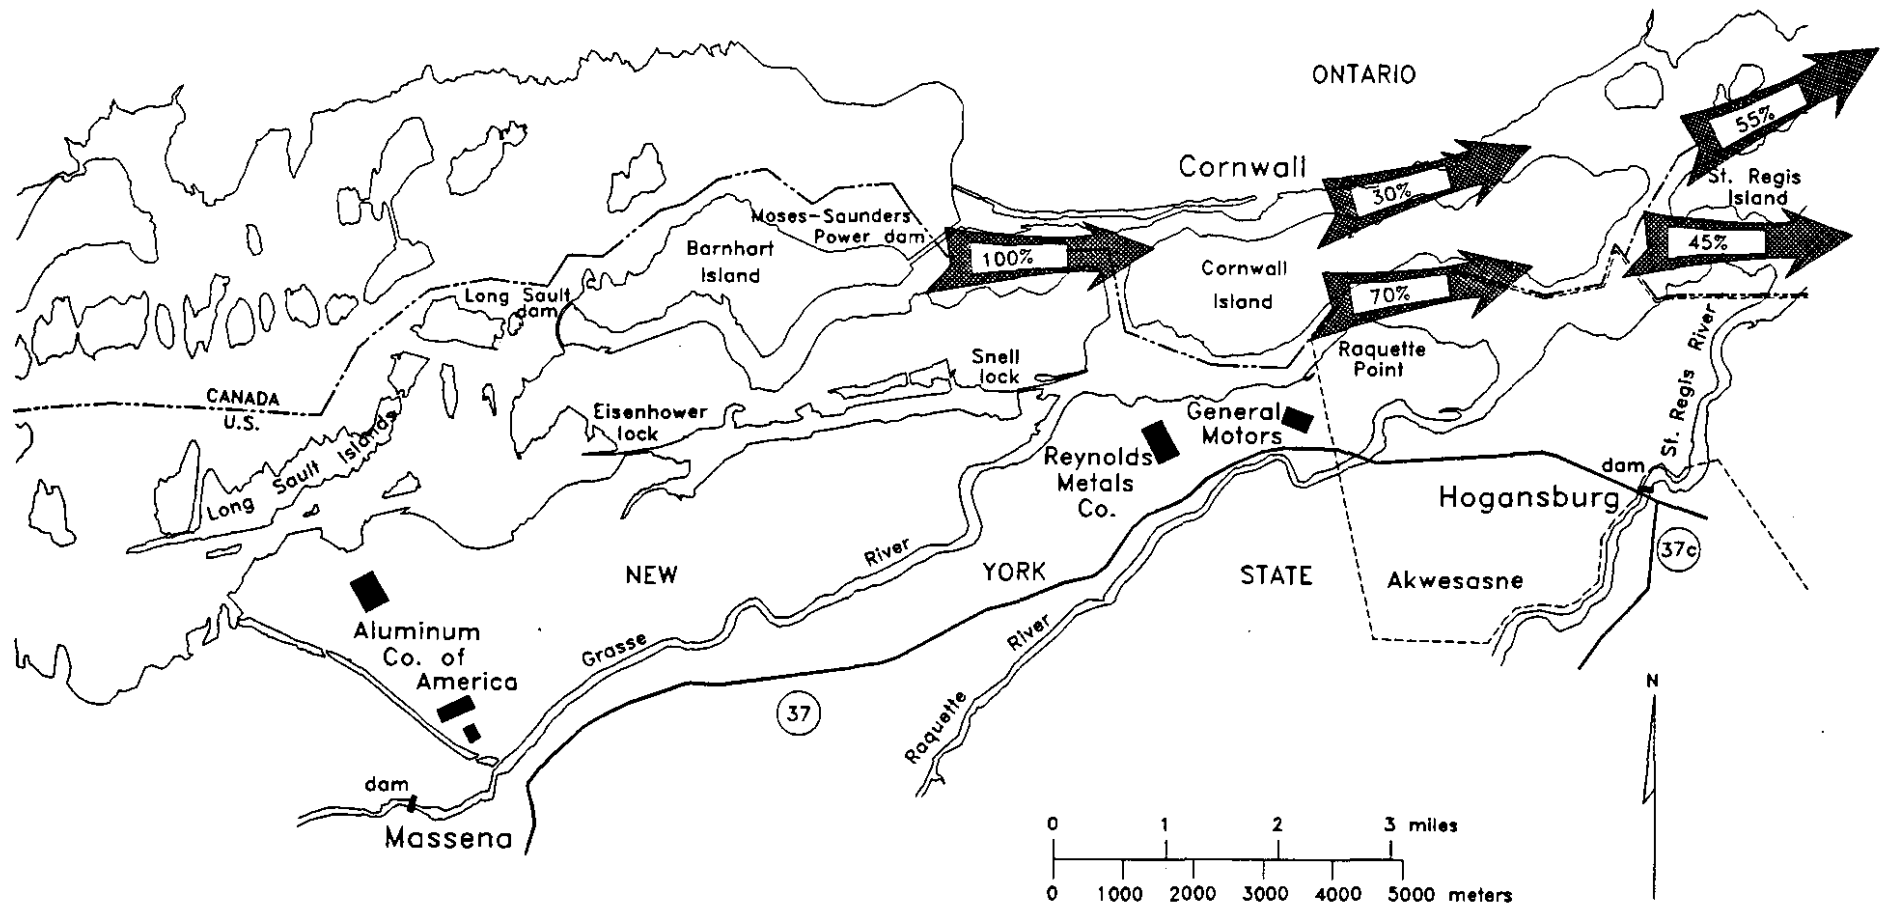 ONTARIO
55%
Cornwall
30%
St. Regis
Island
Moses-Saunders
Power dam
Barnhart
Island
100%
45%
Cornwall
Island
70%
Long Sault
dam
Snell
lock
Raquette
Point
St. Regis River
CANADA
U.S.
Eisenhower
lock
Long Sault Islands
General
Motors
Reynolds
Metals
Co.
dam
Hogansburg
37c
River
NEW
YORK
STATE
Akwesasne
Aluminum
Co. of
America
Grasse
River
Raquette
37
N
dam
Massena
0 1 2 3 miles
0 1000 2000 3000 4000 5000 meters